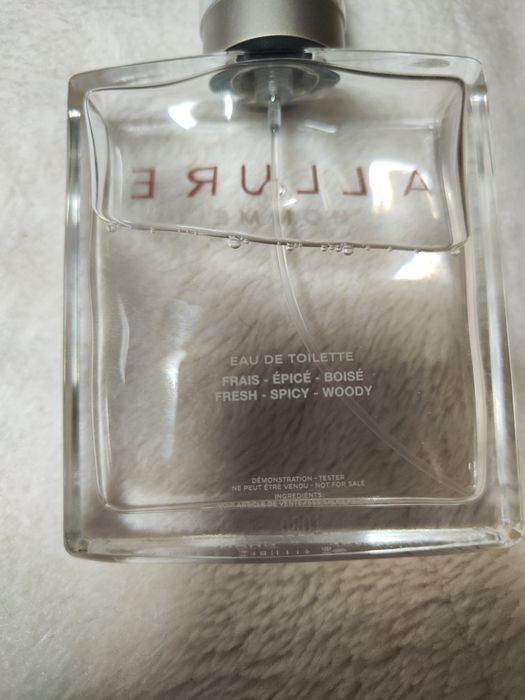 ALLURE
HOMME
EAU DE TOILETTE
FRAIS - ÉPICÉ - BOISÉ
FRESH - SPICY - WOODY
DÉMONSTRATION - TESTER
NE PEUT ÊTRE VENDU - NOT FOR SALE
INGREDIENTS: